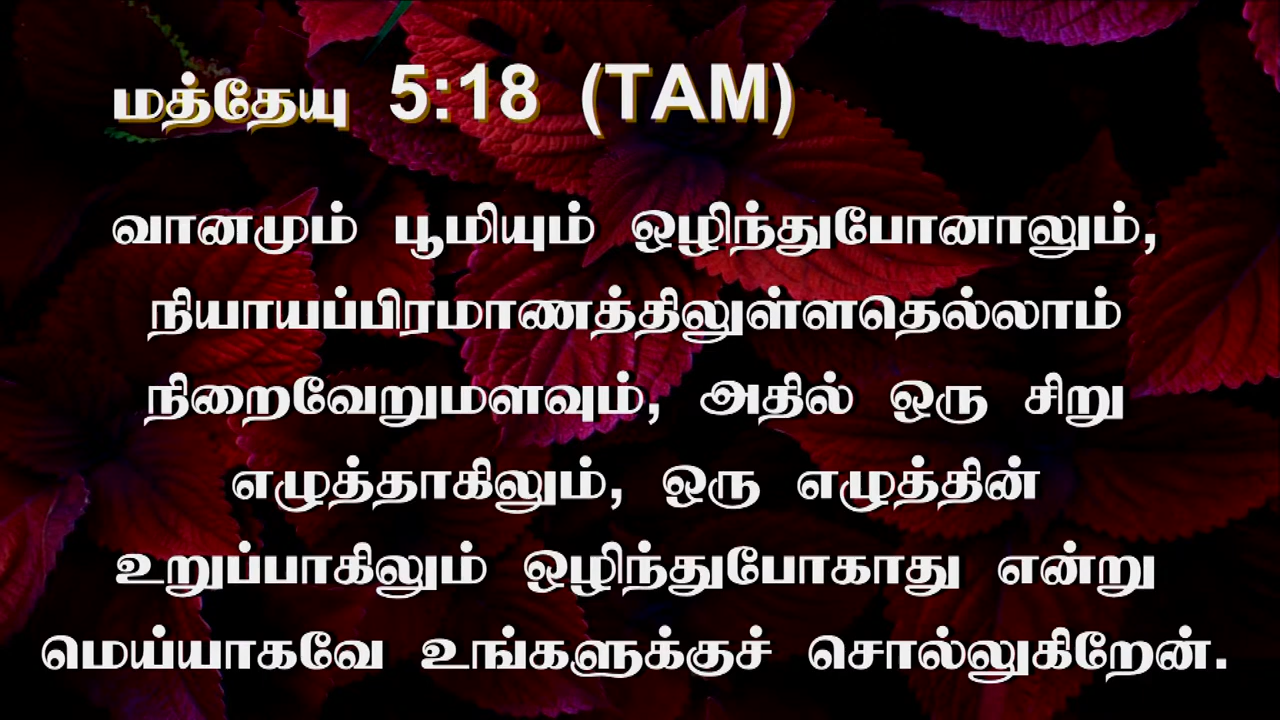 மத்தேயு 5:18 (TAM)
வானமும் பூமியும் ஒழிந்துபோனாலும்,
நியாயப்பிரமாணத்திலுள்ளதெல்லாம்
நிறைவேறுமளவும், அதில் ஒரு சிறு
எழுத்தாகிலும், ஒரு எழுத்தின்
உறுப்பாகிலும் ஒழிந்துபோகாது என்று
மெய்யாகவே உங்களுக்குச் சொல்லுகிறேன்.